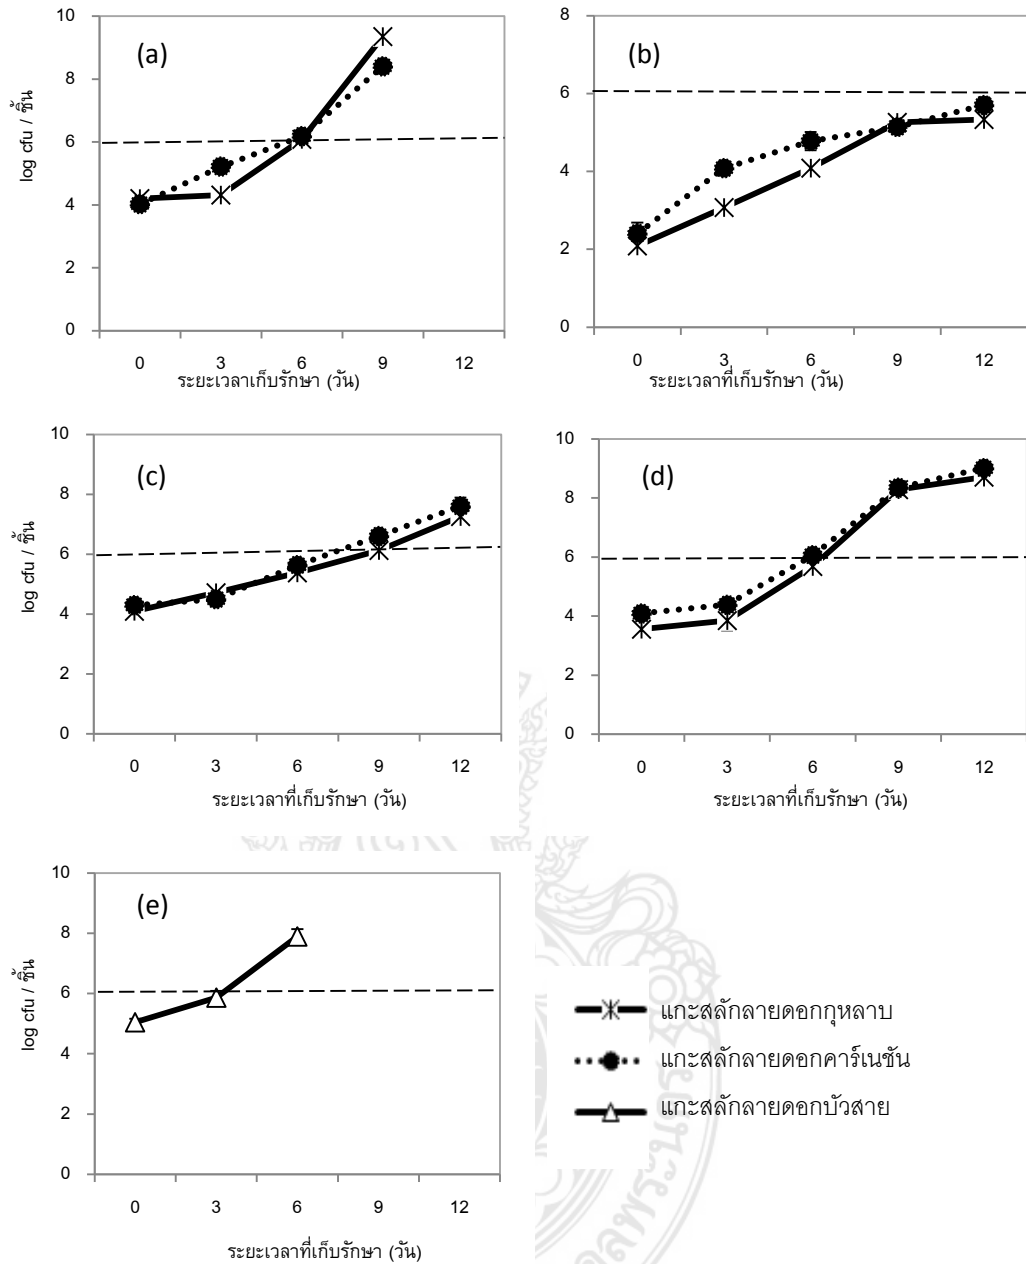 (a)
log cfu / ชิ้น
10
8
6
4
2
0
0 3 6 9 12
ระยะเวลาเก็บรักษา (วัน)
(b)
8
6
4
2
0
0 3 6 9 12
ระยะเวลาที่เก็บรักษา (วัน)
(c)
log cfu / ชิ้น
10
8
6
4
2
0
0 3 6 9 12
ระยะเวลาที่เก็บรักษา (วัน)
(d)
10
8
6
4
2
0
0 3 6 9 12
ระยะเวลาที่เก็บรักษา (วัน)
(e)
log cfu / ชิ้น
10
8
6
4
2
0
0 3 6 9 12
ระยะเวลาที่เก็บรักษา (วัน)
แกะสลักลายดอกกุหลาบ
แกะสลักลายดอกคาร์เนชัน
แกะสลักลายดอกบัวสาย